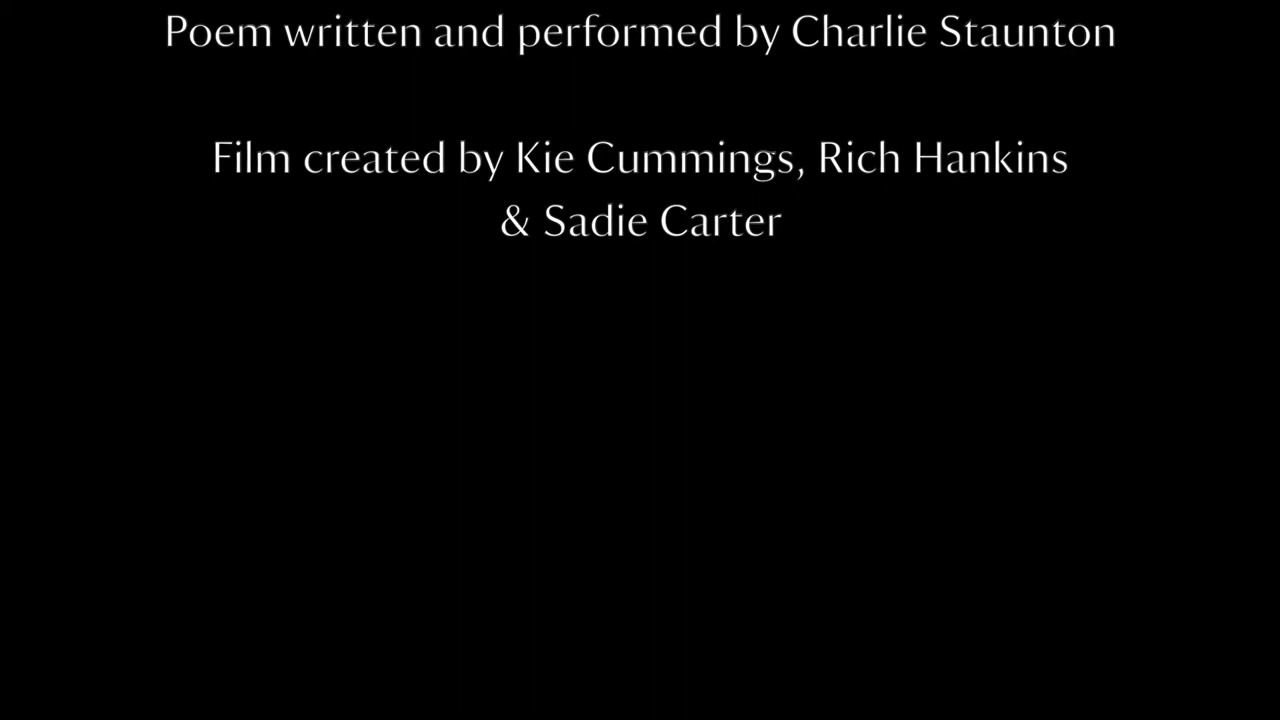 Poem written and performed by Charlie Staunton
Film created by Kie Cummings, Rich Hankins
& Sadie Carter